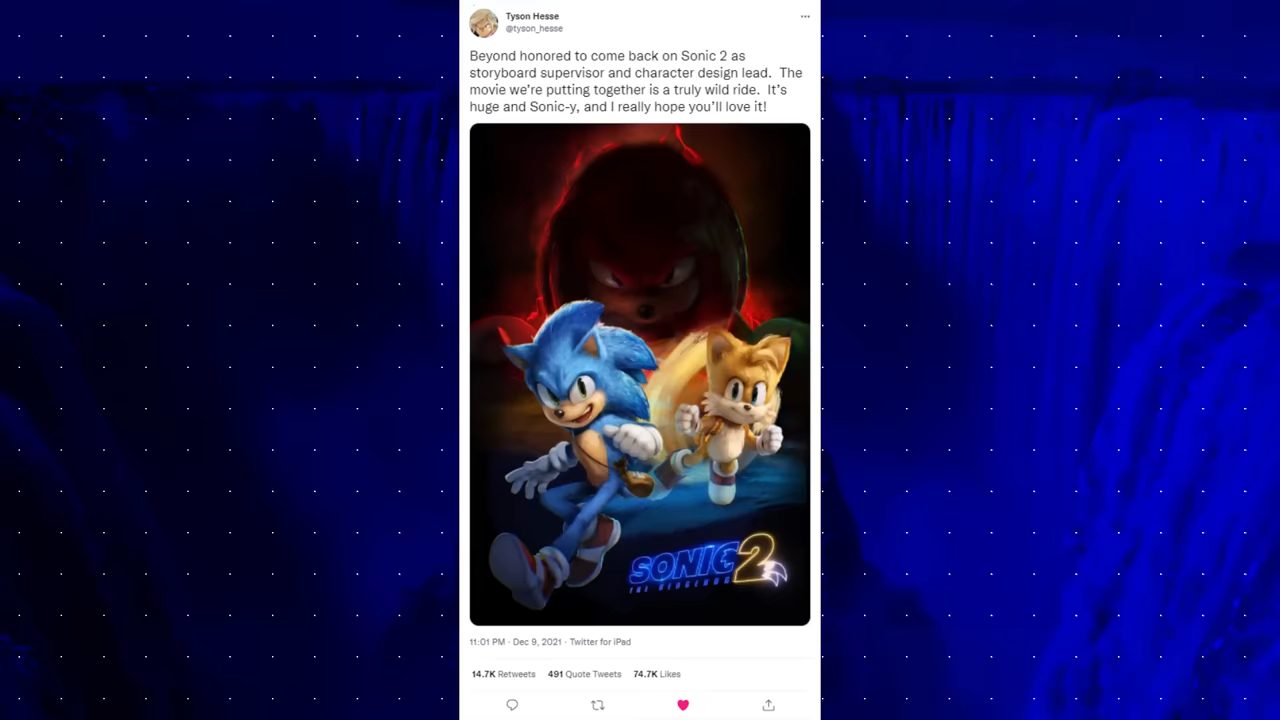 Tyson Hesse
@tyson_hesse
Beyond honored to come back on Sonic 2 as
storyboard supervisor and character design lead.  The
movie we're putting together is a truly wild ride.  It's
huge and Sonic-y, and I really hope you'll love it!
SONIC 2
THE HEDGEHOG
11:01 PM · Dec 9, 2021 · Twitter for iPad
14.7K Retweets 491 Quote Tweets 74.7K Likes